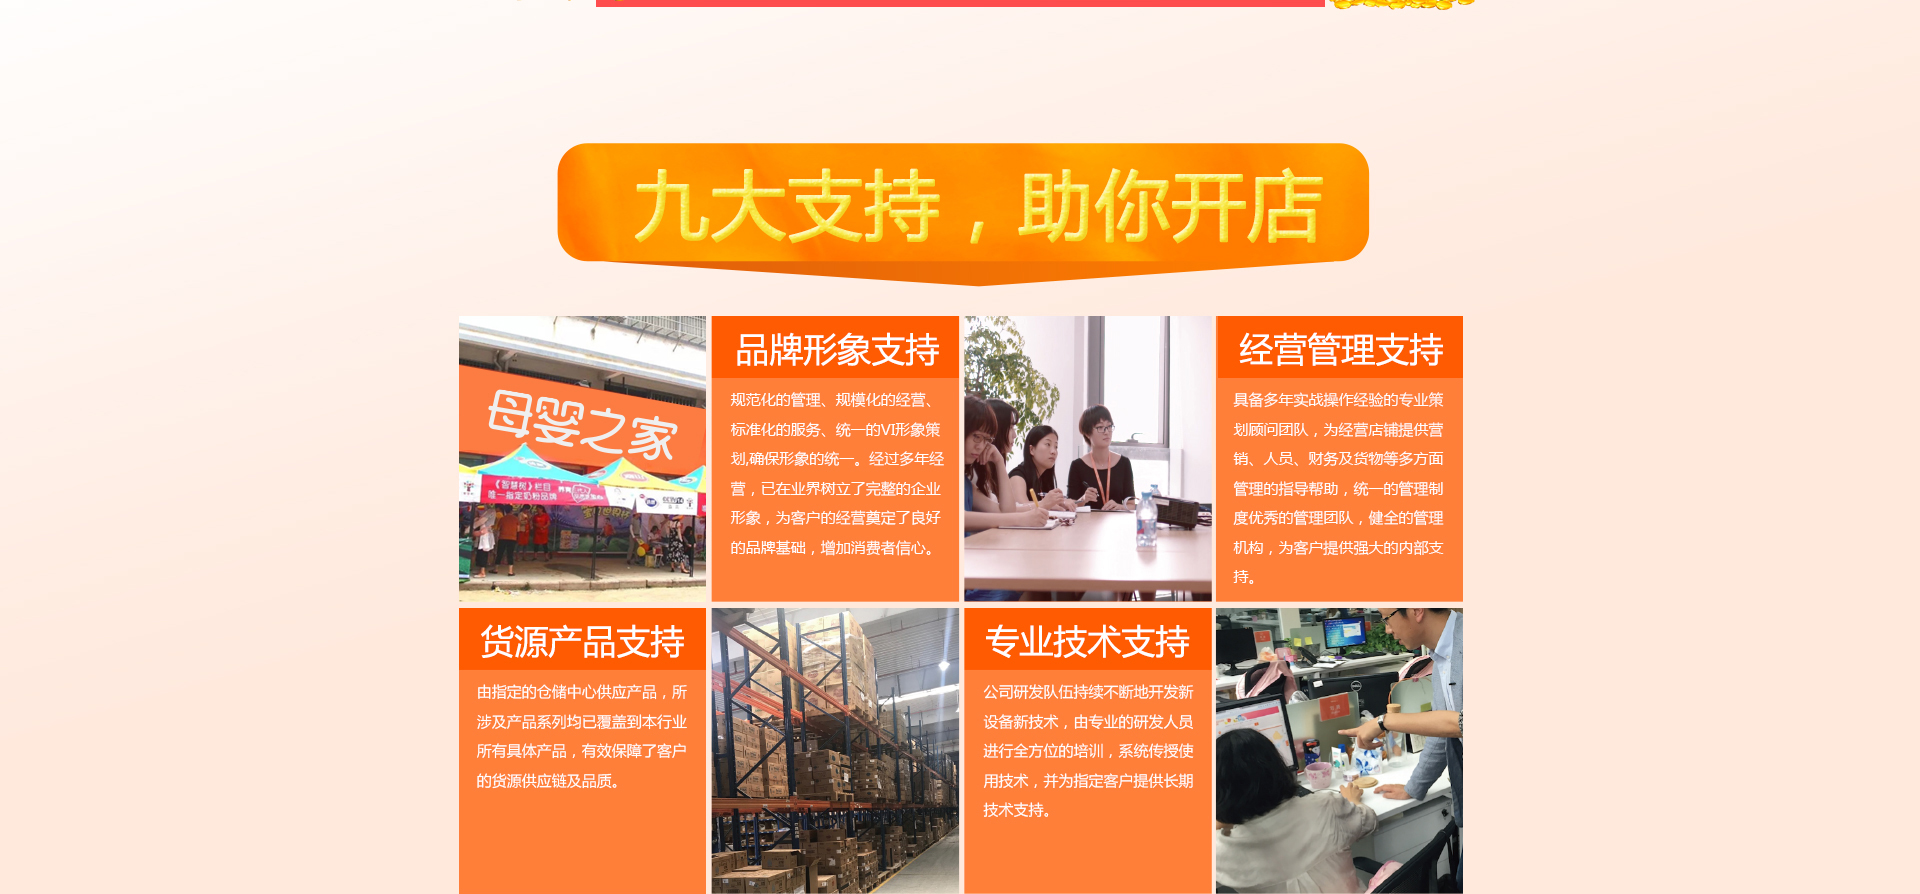 九大支持，助你开店
母婴之家
《智慧树》栏目
唯一指定奶粉品牌
品牌形象支持
规范化的管理、规模化的经营、
标准化的服务、统一的VI形象策
划,确保形象的统一。经过多年经
营，已在业界树立了完整的企业
形象，为客户的经营奠定了良好
的品牌基础，增加消费者信心。
经营管理支持
具备多年实战操作经验的专业策
划顾问团队，为经营店铺提供营
销、人员、财务及货物等多方面
管理的指导帮助，统一的管理制
度优秀的管理团队，健全的管理
机构，为客户提供强大的内部支
持。
货源产品支持
由指定的仓储中心供应产品，所
涉及产品系列均已覆盖到本行业
所有具体产品，有效保障了客户
的货源供应链及品质。
专业技术支持
公司研发队伍持续不断地开发新
设备新技术，由专业的研发人员
进行全方位的培训，系统传授使
用技术，并为指定客户提供长期
技术支持。